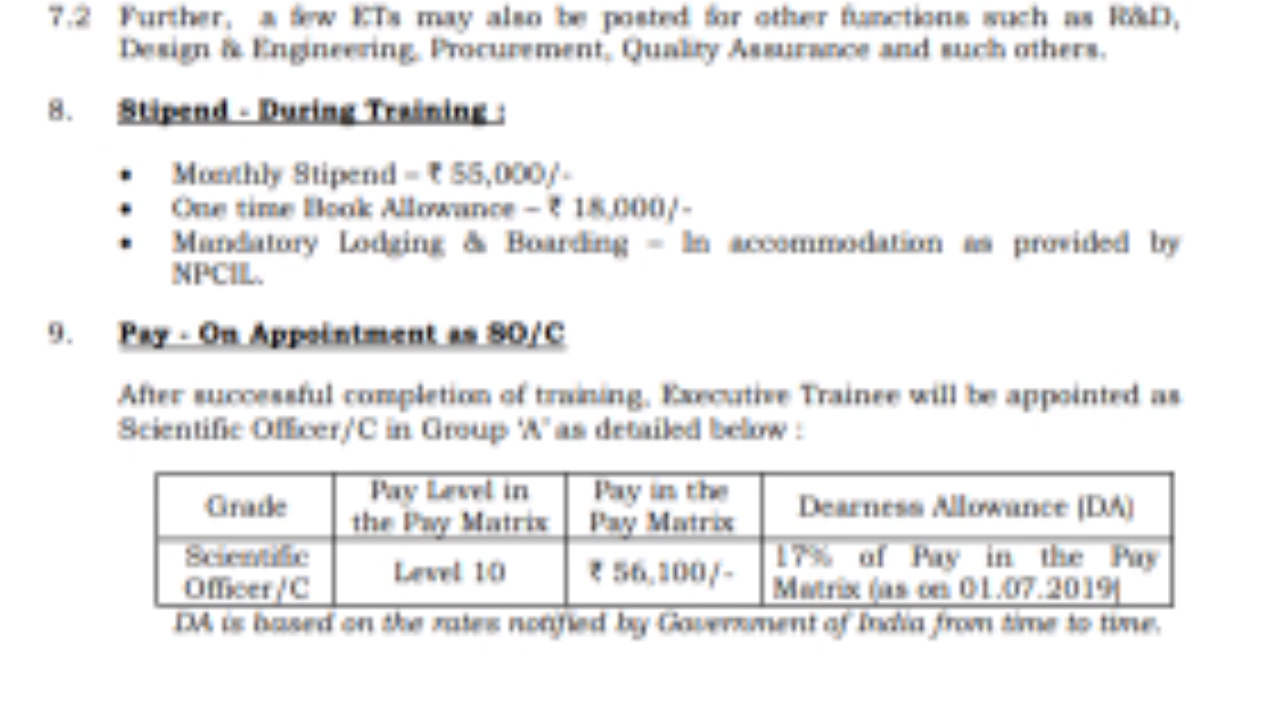 7.2 Further, a few ETs may also be posted for other functions such as R&D,
Design & Engineering, Procurement, Quality Assurance and such others.
8. Stipend - During Training :
• Monthly Stipend – ₹ 55,000/-
• One time Book Allowance – ₹ 18,000/-
• Mandatory Lodging & Boarding – In accommodation as provided by
NPCIL.
9. Pay - On Appointment as SO/C
After successful completion of training, Executive Trainee will be appointed as
Scientific Officer/C in Group ‘A’ as detailed below :
Grade
Pay Level in
the Pay Matrix
Pay in the
Pay Matrix
Dearness Allowance (DA)
Scientific
Officer/C
Level 10
₹ 56,100/-
17% of Pay in the Pay
Matrix (as on 01.07.2019(
DA is based on the rates notified by Government of India from time to time.